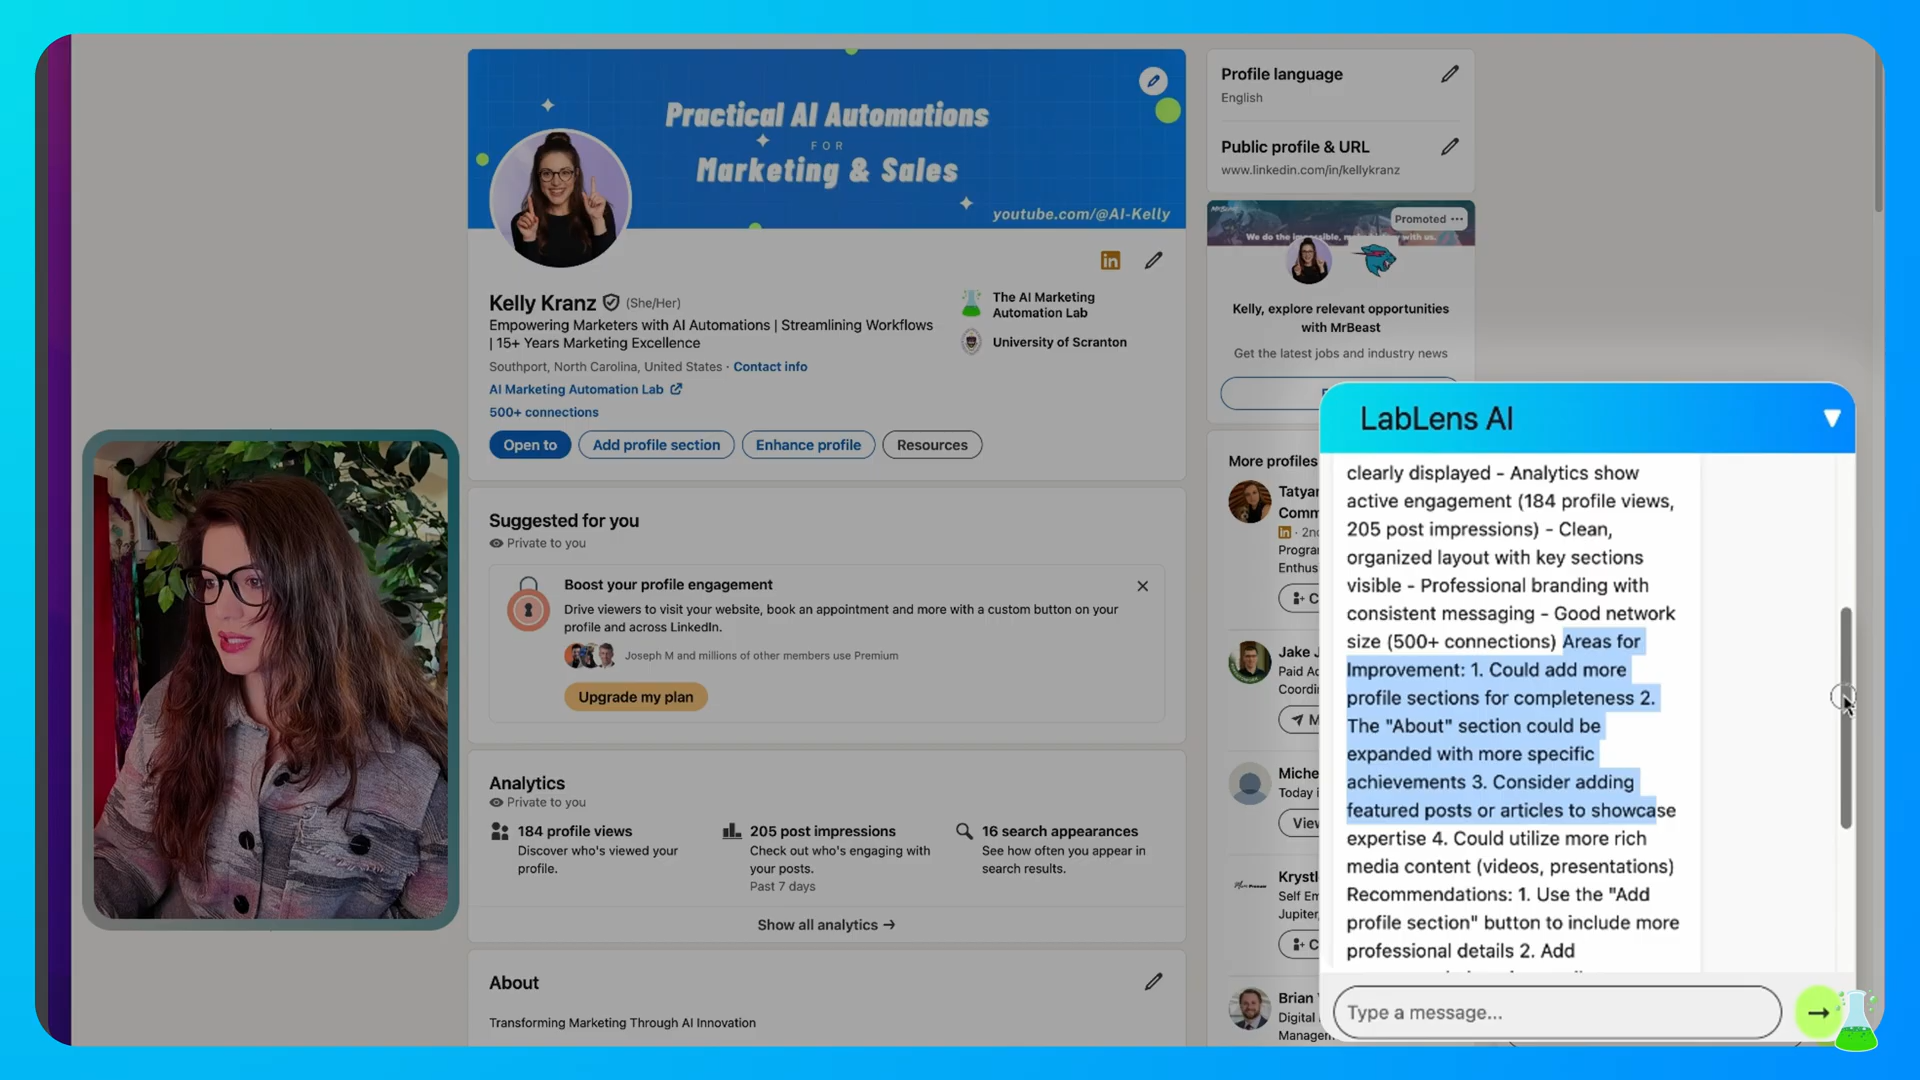 Practical AI Automations
FOR
Marketing & Sales
youtube.com/@AI-Kelly
Kelly Kranz (She/Her)
Empowering Marketers with AI Automations | Streamlining Workflows
| 15+ Years Marketing Excellence
Southport, North Carolina, United States · Contact info
AI Marketing Automation Lab
500+ connections
Open to
Add profile section
Enhance profile
Resources
in
The AI Marketing
Automation Lab
University of Scranton
Suggested for you
Private to you
Boost your profile engagement
Drive viewers to visit your website, book an appointment and more with a custom button on your
profile and across LinkedIn.
Joseph M and millions of other members use Premium
Upgrade my plan
Analytics
Private to you
184 profile views
Discover who's viewed your
profile.
205 post impressions
Check out who's engaging with
your posts.
Past 7 days
16 search appearances
See how often you appear in
search results.
Show all analytics →
About
Transforming Marketing Through AI Innovation
Profile language
English
Public profile & URL
www.linkedin.com/in/kellykranz
Promoted ···
Kelly, explore relevant opportunities
with MrBeast
Get the latest jobs and industry news
More profiles
Jake
Paid
Today
Krystl
Self
Jupiter,
Brian
Digital
LabLens AI
clearly displayed - Analytics show
active engagement (184 profile views,
205 post impressions) - Clean,
organized layout with key sections
visible - Professional branding with
consistent messaging - Good network
size (500+ connections) Areas for
Improvement: 1. Could add more
profile sections for completeness 2.
The "About" section could be
expanded with more specific
achievements 3. Consider adding
featured posts or articles to showcase
expertise 4. Could utilize more rich
media content (videos, presentations)
Recommendations: 1. Use the "Add
profile section" button to include more
professional details 2. Add
Type a message...